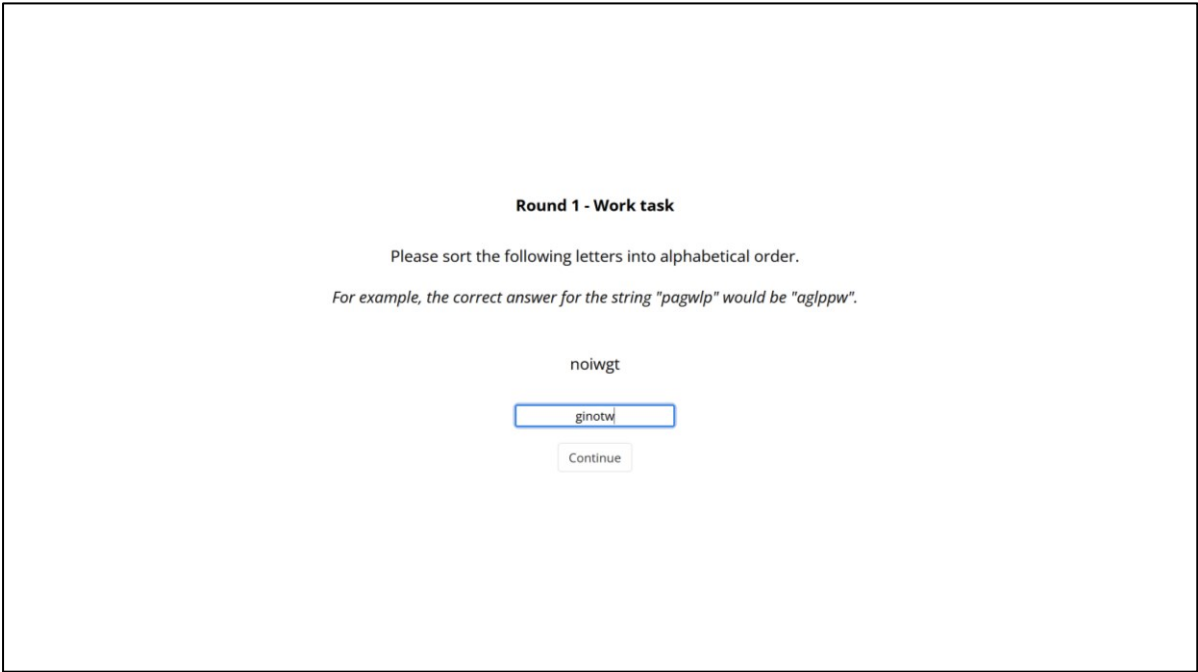 Round 1 - Work task
Please sort the following letters into alphabetical order.
For example, the correct answer for the string "pagwlp" would be "aglppw".
noiwgt
ginotw
Continue